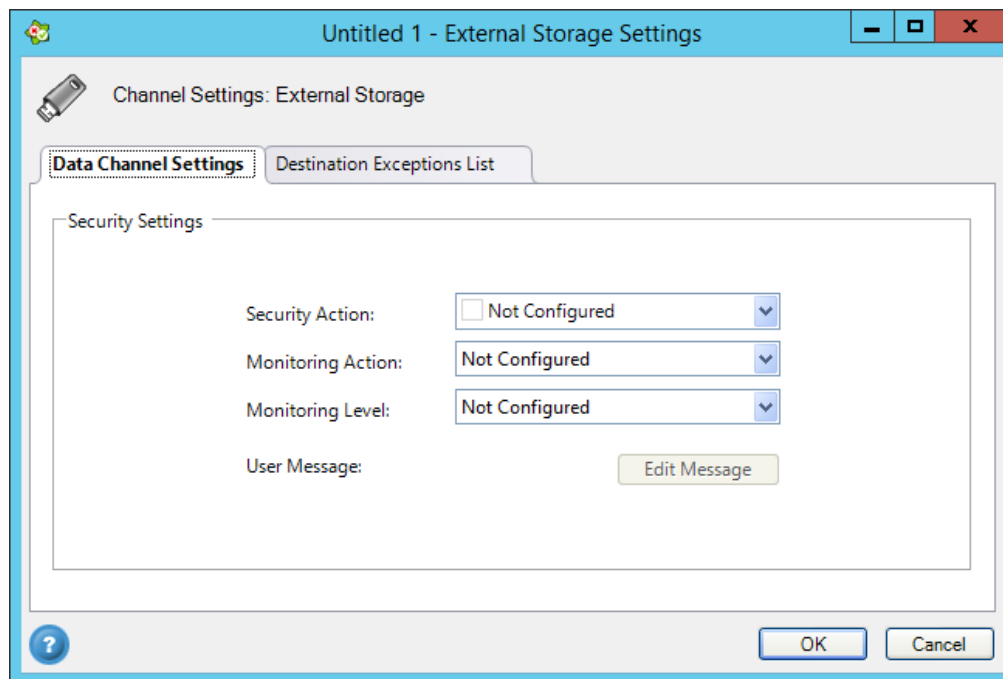 Untitled 1 - External Storage Settings
Channel Settings: External Storage
Data Channel Settings
Destination Exceptions List
Security Settings
Security Action: Not Configured
Monitoring Action: Not Configured
Monitoring Level: Not Configured
User Message: Edit Message
?
OK Cancel